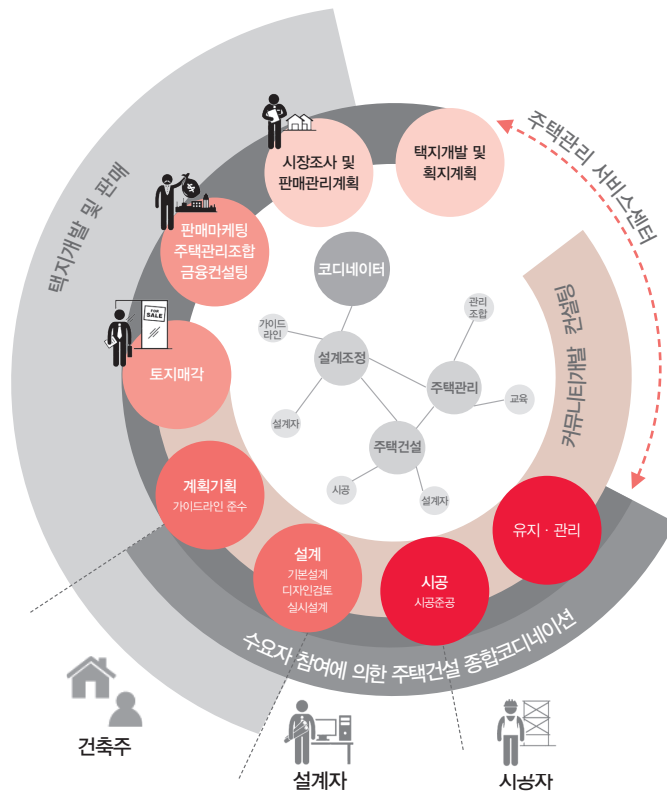 택지개발 및 판매
주택관리 서비스센터
커뮤니티개발 컨설팅
수요자 참여에 의한 주택건설 종합코디네이션
택지개발 및
획지계획
시장조사 및
판매관리계획
판매마케팅
주택관리조합
금융컨설팅
$
FOR
SALE
토지매각
계획기획
가이드라인 준수
설계
기본설계
디자인검토
실시설계
시공
시공준공
유지 · 관리
코디네이터
가이드
라인
설계조정
설계자
관리
조합
주택관리
교육
주택건설
시공
설계자
건축주
설계자
시공자